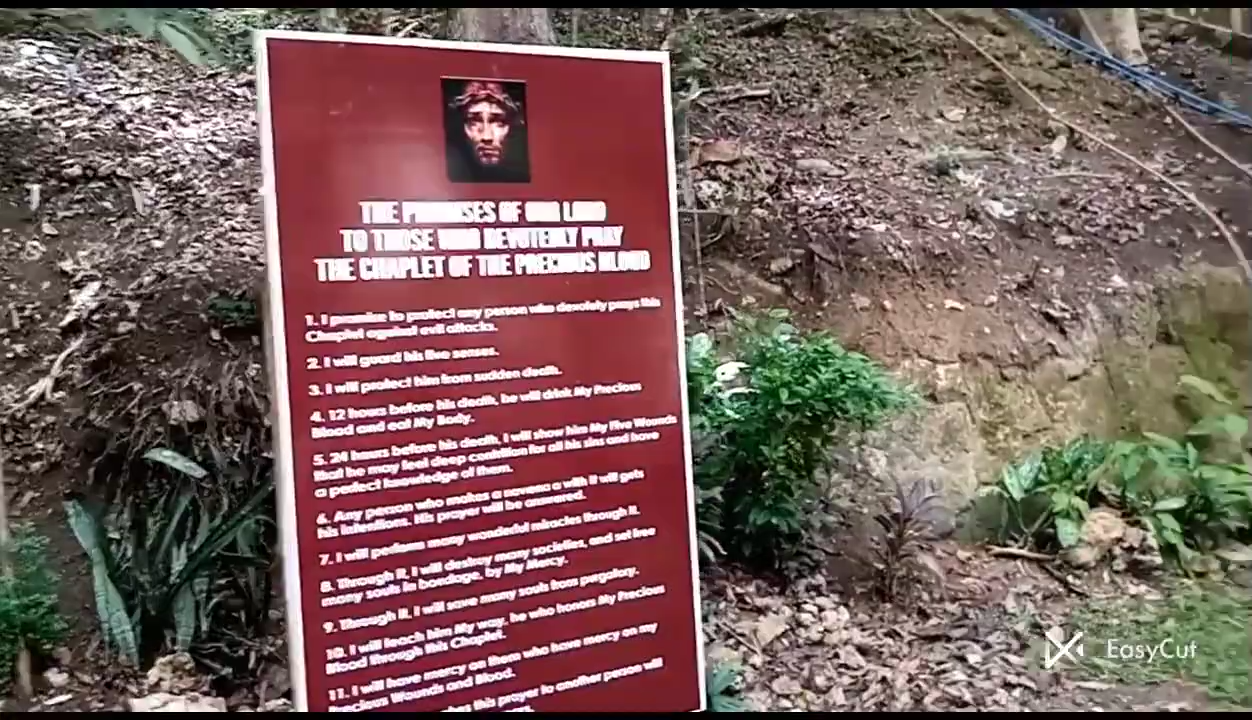 THE PROMISES OF OUR LORD
TO THOSE WHO DEVOTEDLY PRAY
THE CHAPLET OF THE PRECIOUS BLOOD
1. I promise to protect any person who devotely prays this
Chaplet against evil attacks.
2. I will guard his five senses.
3. I will protect him from sudden death.
4. 12 hours before his death, he will drink My Precious
Blood and eat My Body.
5. 24 hours before his death, I will show him My Five Wounds
that he may feel deep contrition for all his sins and have
a perfect knowledge of them.
6. Any person who makes a novena a with it will gets
his intentions. His prayer will be answered.
7. I will perform many wonderful miracles through it.
8. Through it, I will destroy many societies, and set free
many souls in bondage, by My Mercy.
9. Through it, I will save many souls from purgatory.
10. I will teach him My way, he who honors My Precious
Blood through this Chaplet.
11. I will have mercy on them who have mercy on my
Precious Wounds and Blood.
this prayer to another person will
EasyCut